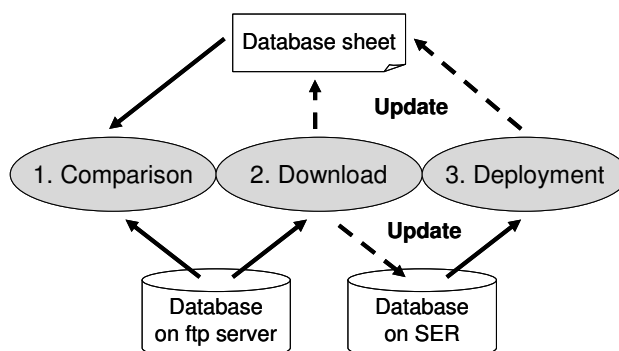 Database sheet
Update
1. Comparison
2. Download
3. Deployment
Update
Database
on ftp server
Database
on SER